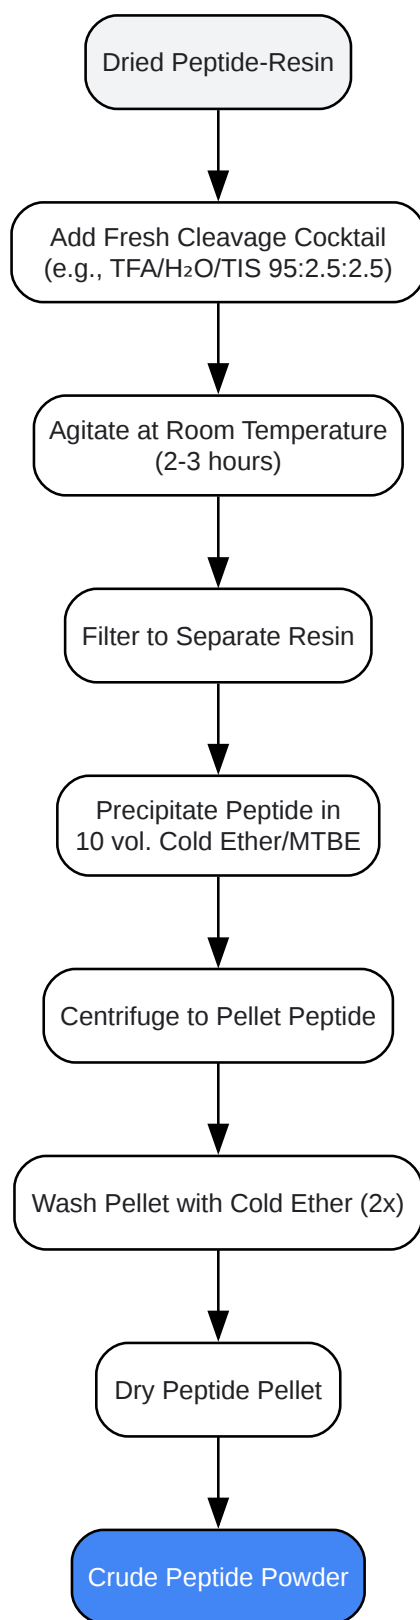 Dried Peptide-Resin
Add Fresh Cleavage Cocktail
(e.g., TFA/H₂O/TIS 95:2.5:2.5)
Agitate at Room Temperature
(2-3 hours)
Filter to Separate Resin
Precipitate Peptide in
10 vol. Cold Ether/MTBE
Centrifuge to Pellet Peptide
Wash Pellet with Cold Ether (2x)
Dry Peptide Pellet
Crude Peptide Powder